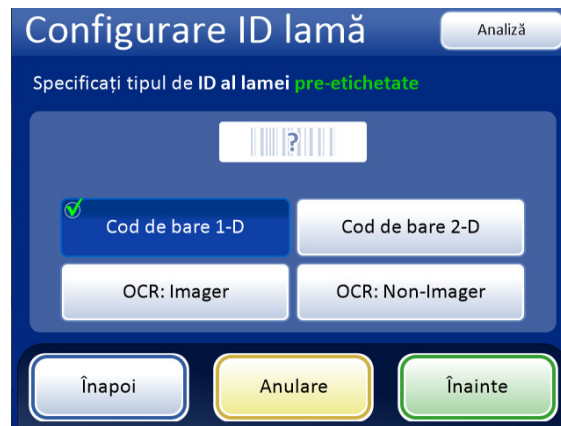 Configurare ID lamă
Analiză
Specificați tipul de ID al lamei pre-etichetate
?
Cod de bare 1-D
Cod de bare 2-D
OCR: Imager
OCR: Non-Imager
Înapoi
Anulare
Înainte